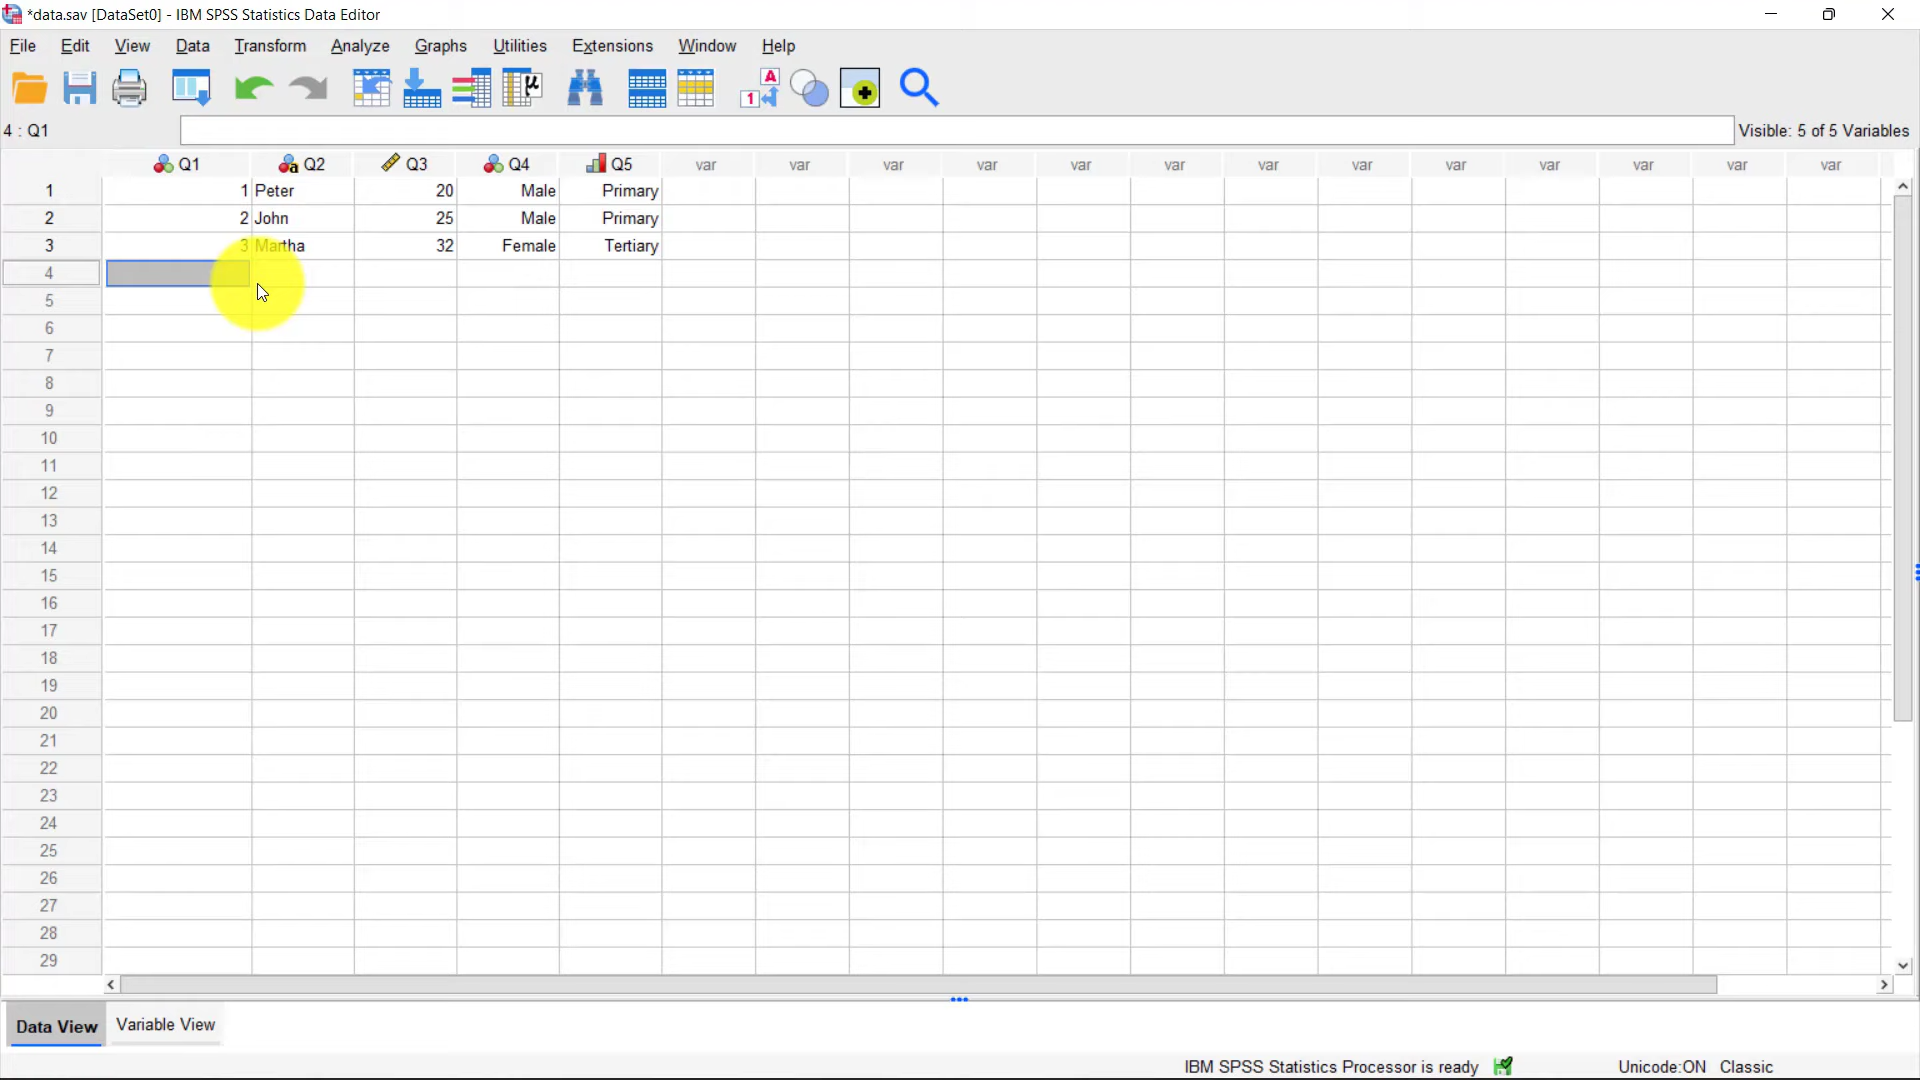 *data.sav [DataSet0] - IBM SPSS Statistics Data Editor
File Edit View Data Transform Analyze Graphs Utilities Extensions Window Help
4 : Q1 Visible: 5 of 5 Variables
Q1 Q2 Q3 Q4 Q5 var var var var var var var var var var var var var
1 1 Peter 20 Male Primary
2 2 John 25 Male Primary
3 3 Martha 32 Female Tertiary
4
5
6
7
8
9
10
11
12
13
14
15
16
17
18
19
20
21
22
23
24
25
26
27
28
29
Data View Variable View
IBM SPSS Statistics Processor is ready Unicode:ON Classic